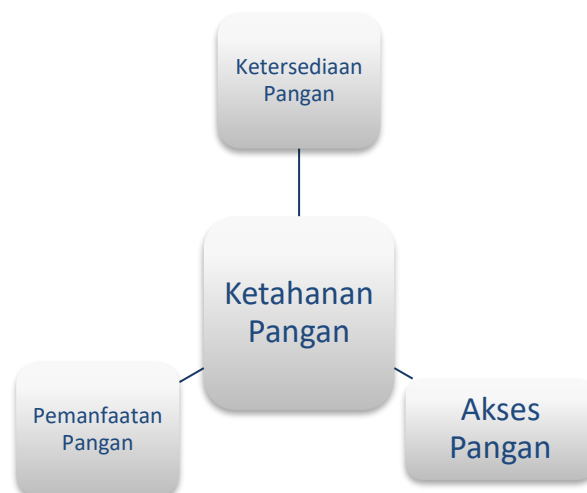 Ketersediaan
Pangan
Ketahanan
Pangan
Pemanfaatan
Pangan
Akses
Pangan